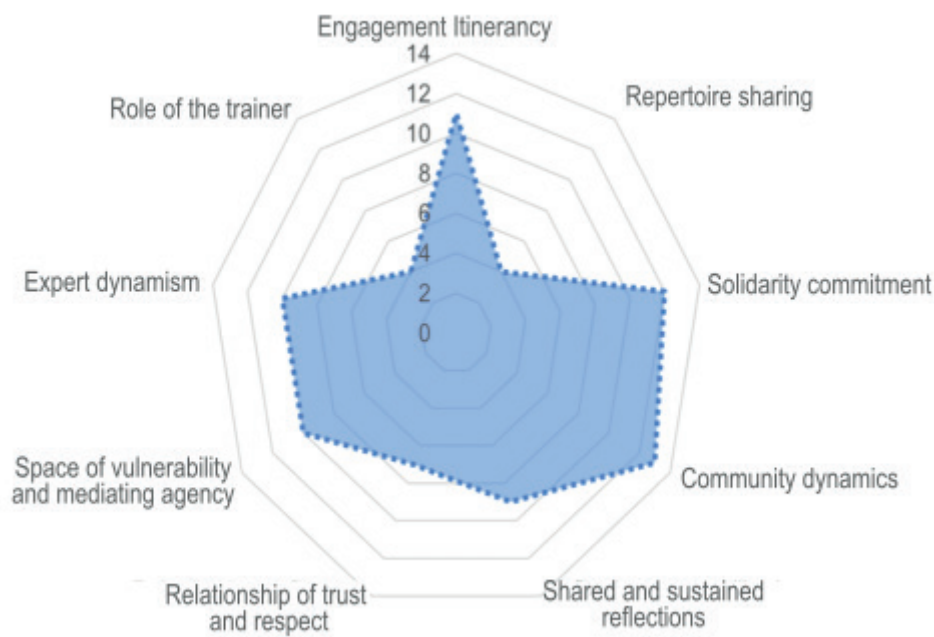 Engagement Itinerancy
14
12
10
8
6
4
2
0
Repertoire sharing
Solidarity commitment
Community dynamics
Shared and sustained
reflections
Relationship of trust
and respect
Space of vulnerability
and mediating agency
Expert dynamism
Role of the trainer